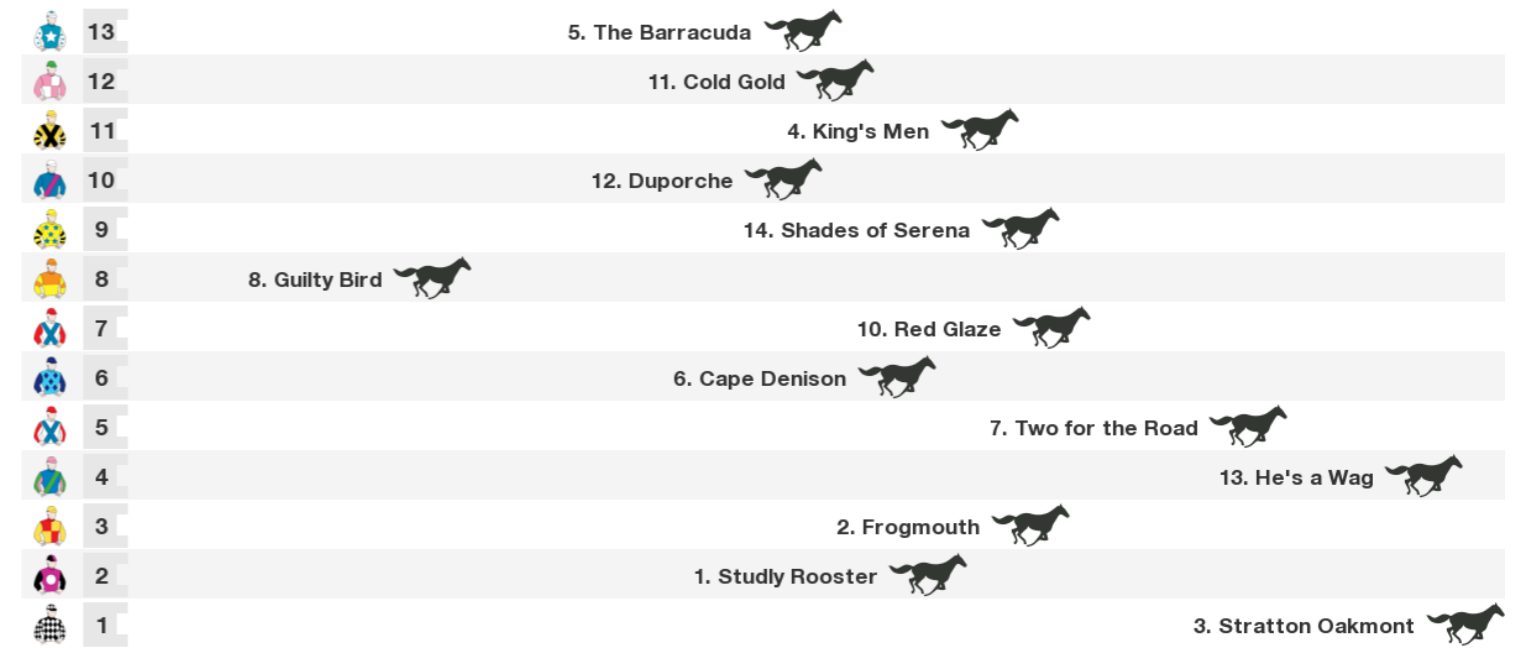 13 5. The Barracuda
12 11. Cold Gold
11 4. King's Men
10 12. Duporche
9 14. Shades of Serena
8 8. Guilty Bird
7 10. Red Glaze
6 6. Cape Denison
5 7. Two for the Road
4 13. He's a Wag
3 2. Frogmouth
2 1. Studly Rooster
1 3. Stratton Oakmont